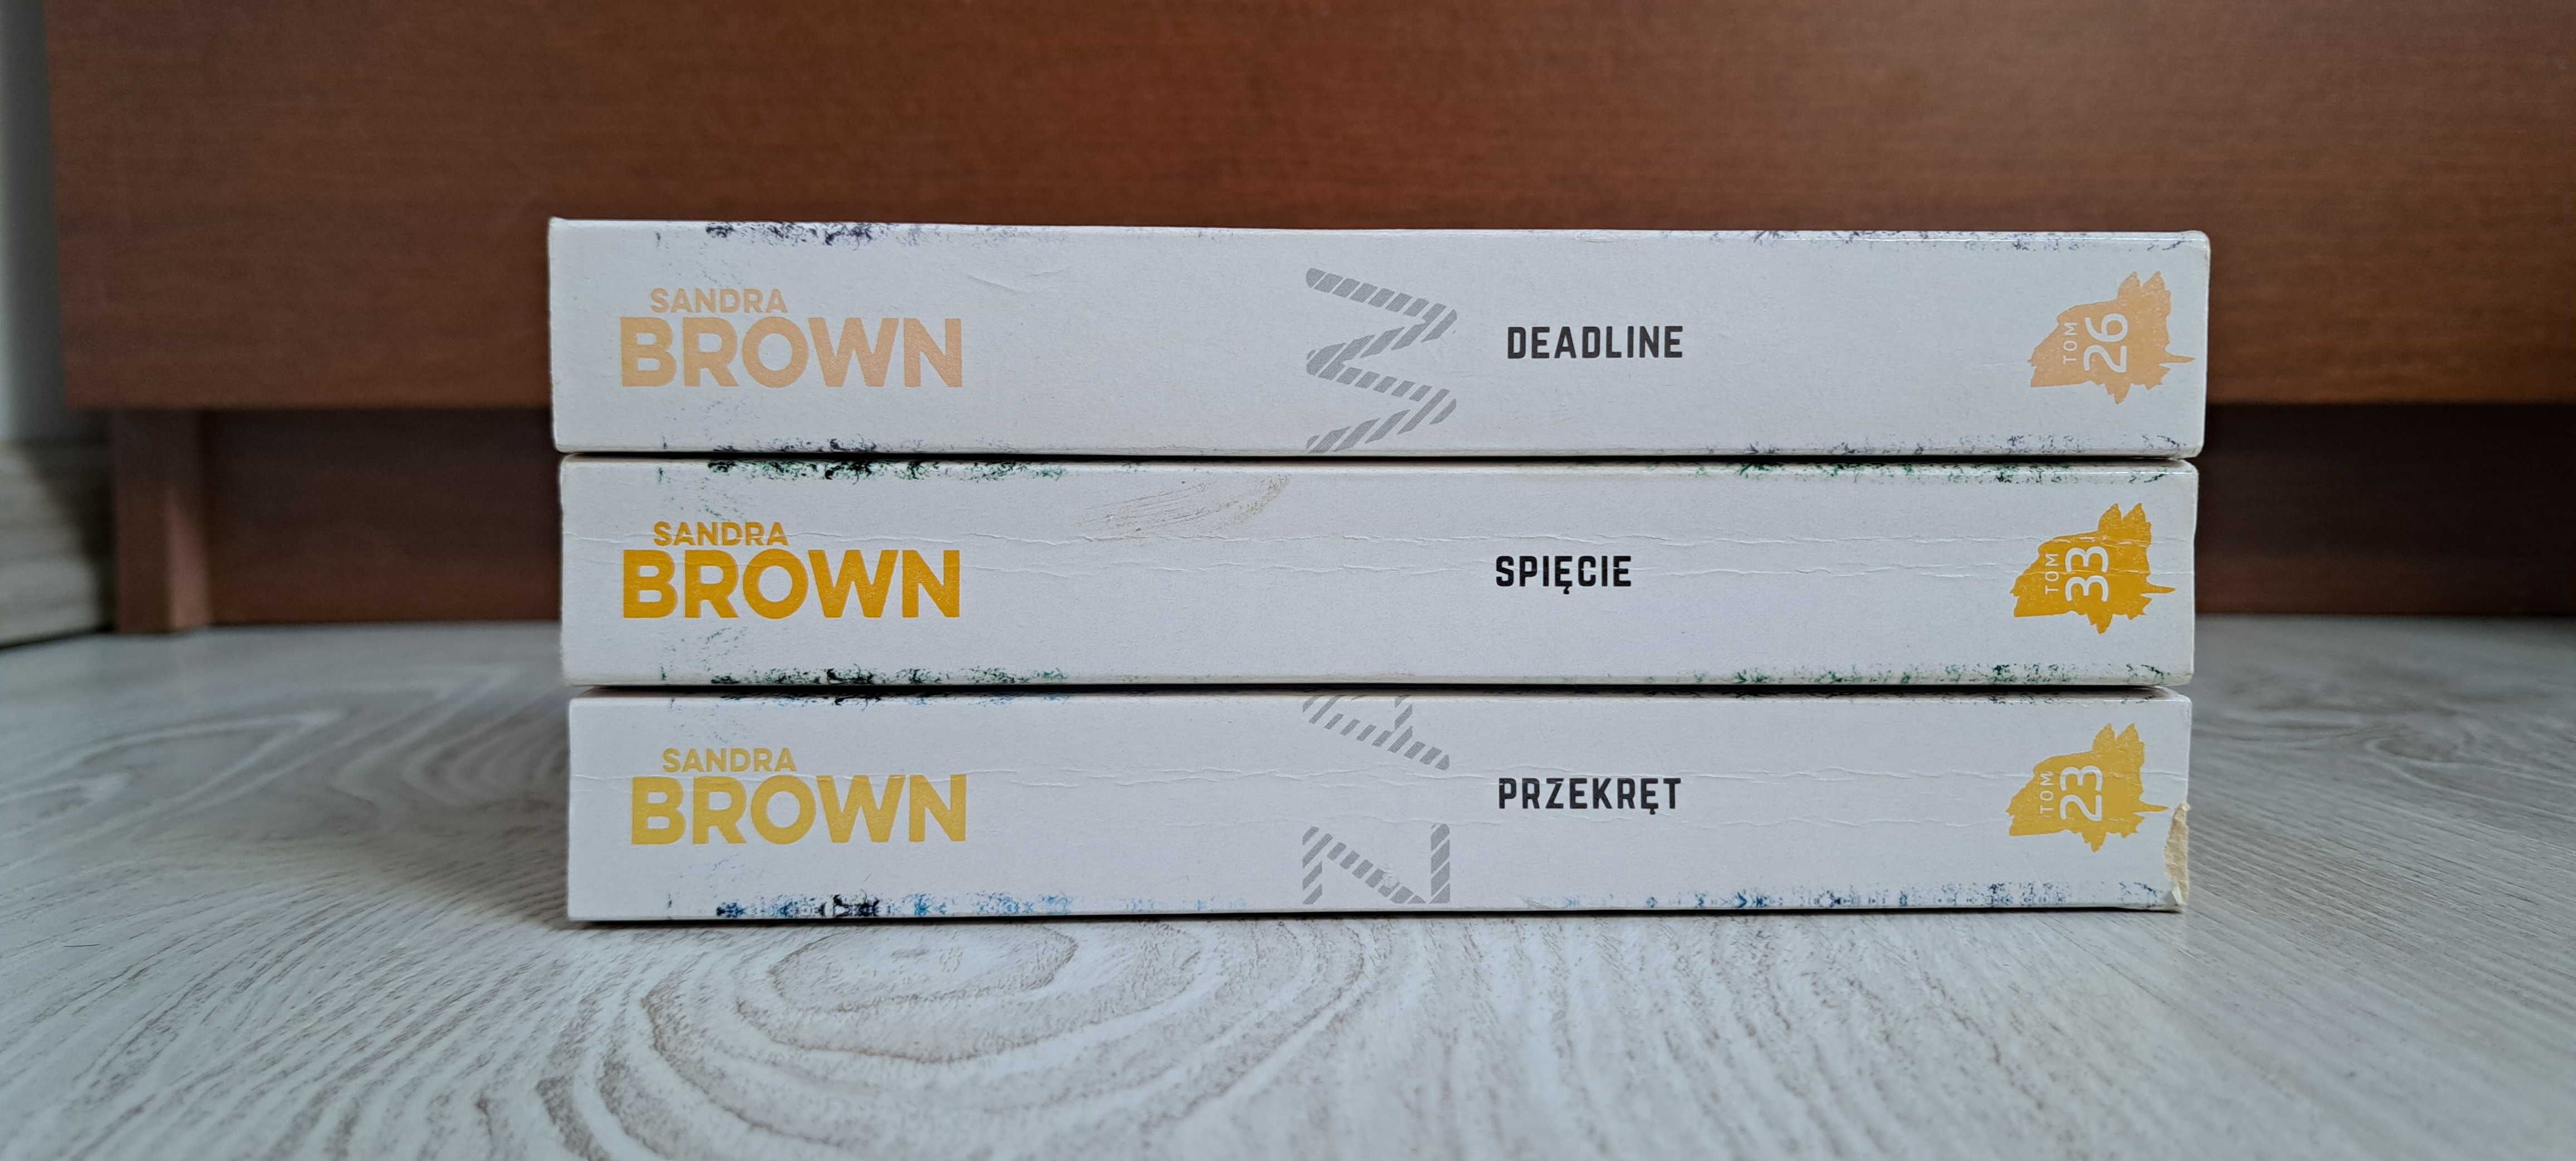 SANDRA
BROWN
W
DEADLINE
TOM
26
SANDRA
BROWN
SPIĘCIE
TOM
33
SANDRA
BROWN
PRZEKRĘT
TOM
23